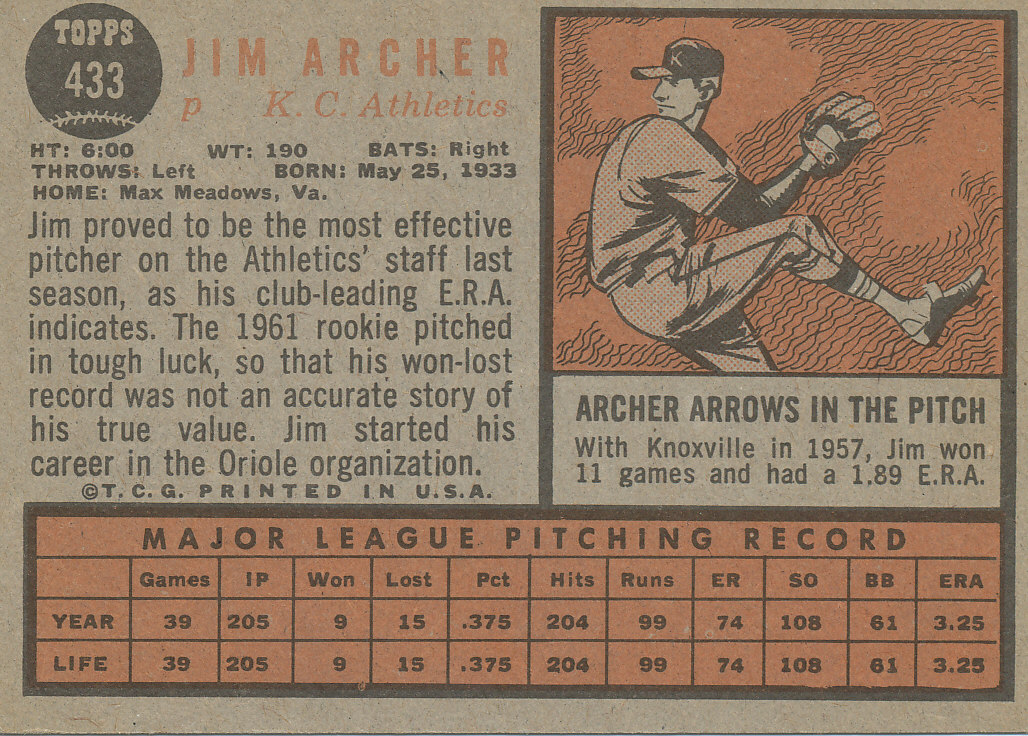 TOPPS
433
JIM ARCHER
p K. C. Athletics
HT: 6:00 WT: 190 BATS: Right
THROWS: Left BORN: May 25, 1933
HOME: Max Meadows, Va.
Jim proved to be the most effective
pitcher on the Athletics' staff last
season, as his club-leading E.R.A.
indicates. The 1961 rookie pitched
in tough luck, so that his won-lost
record was not an accurate story of
his true value. Jim started his
career in the Oriole organization.
©T.C.G. PRINTED IN U.S.A.
K
ARCHER ARROWS IN THE PITCH
With Knoxville in 1957, Jim won
11 games and had a 1.89 E.R.A.
MAJOR LEAGUE PITCHING RECORD
Games IP Won Lost Pct Hits Runs ER SO BB ERA
YEAR 39 205 9 15 .375 204 99 74 108 61 3.25
LIFE 39 205 9 15 .375 204 99 74 108 61 3.25